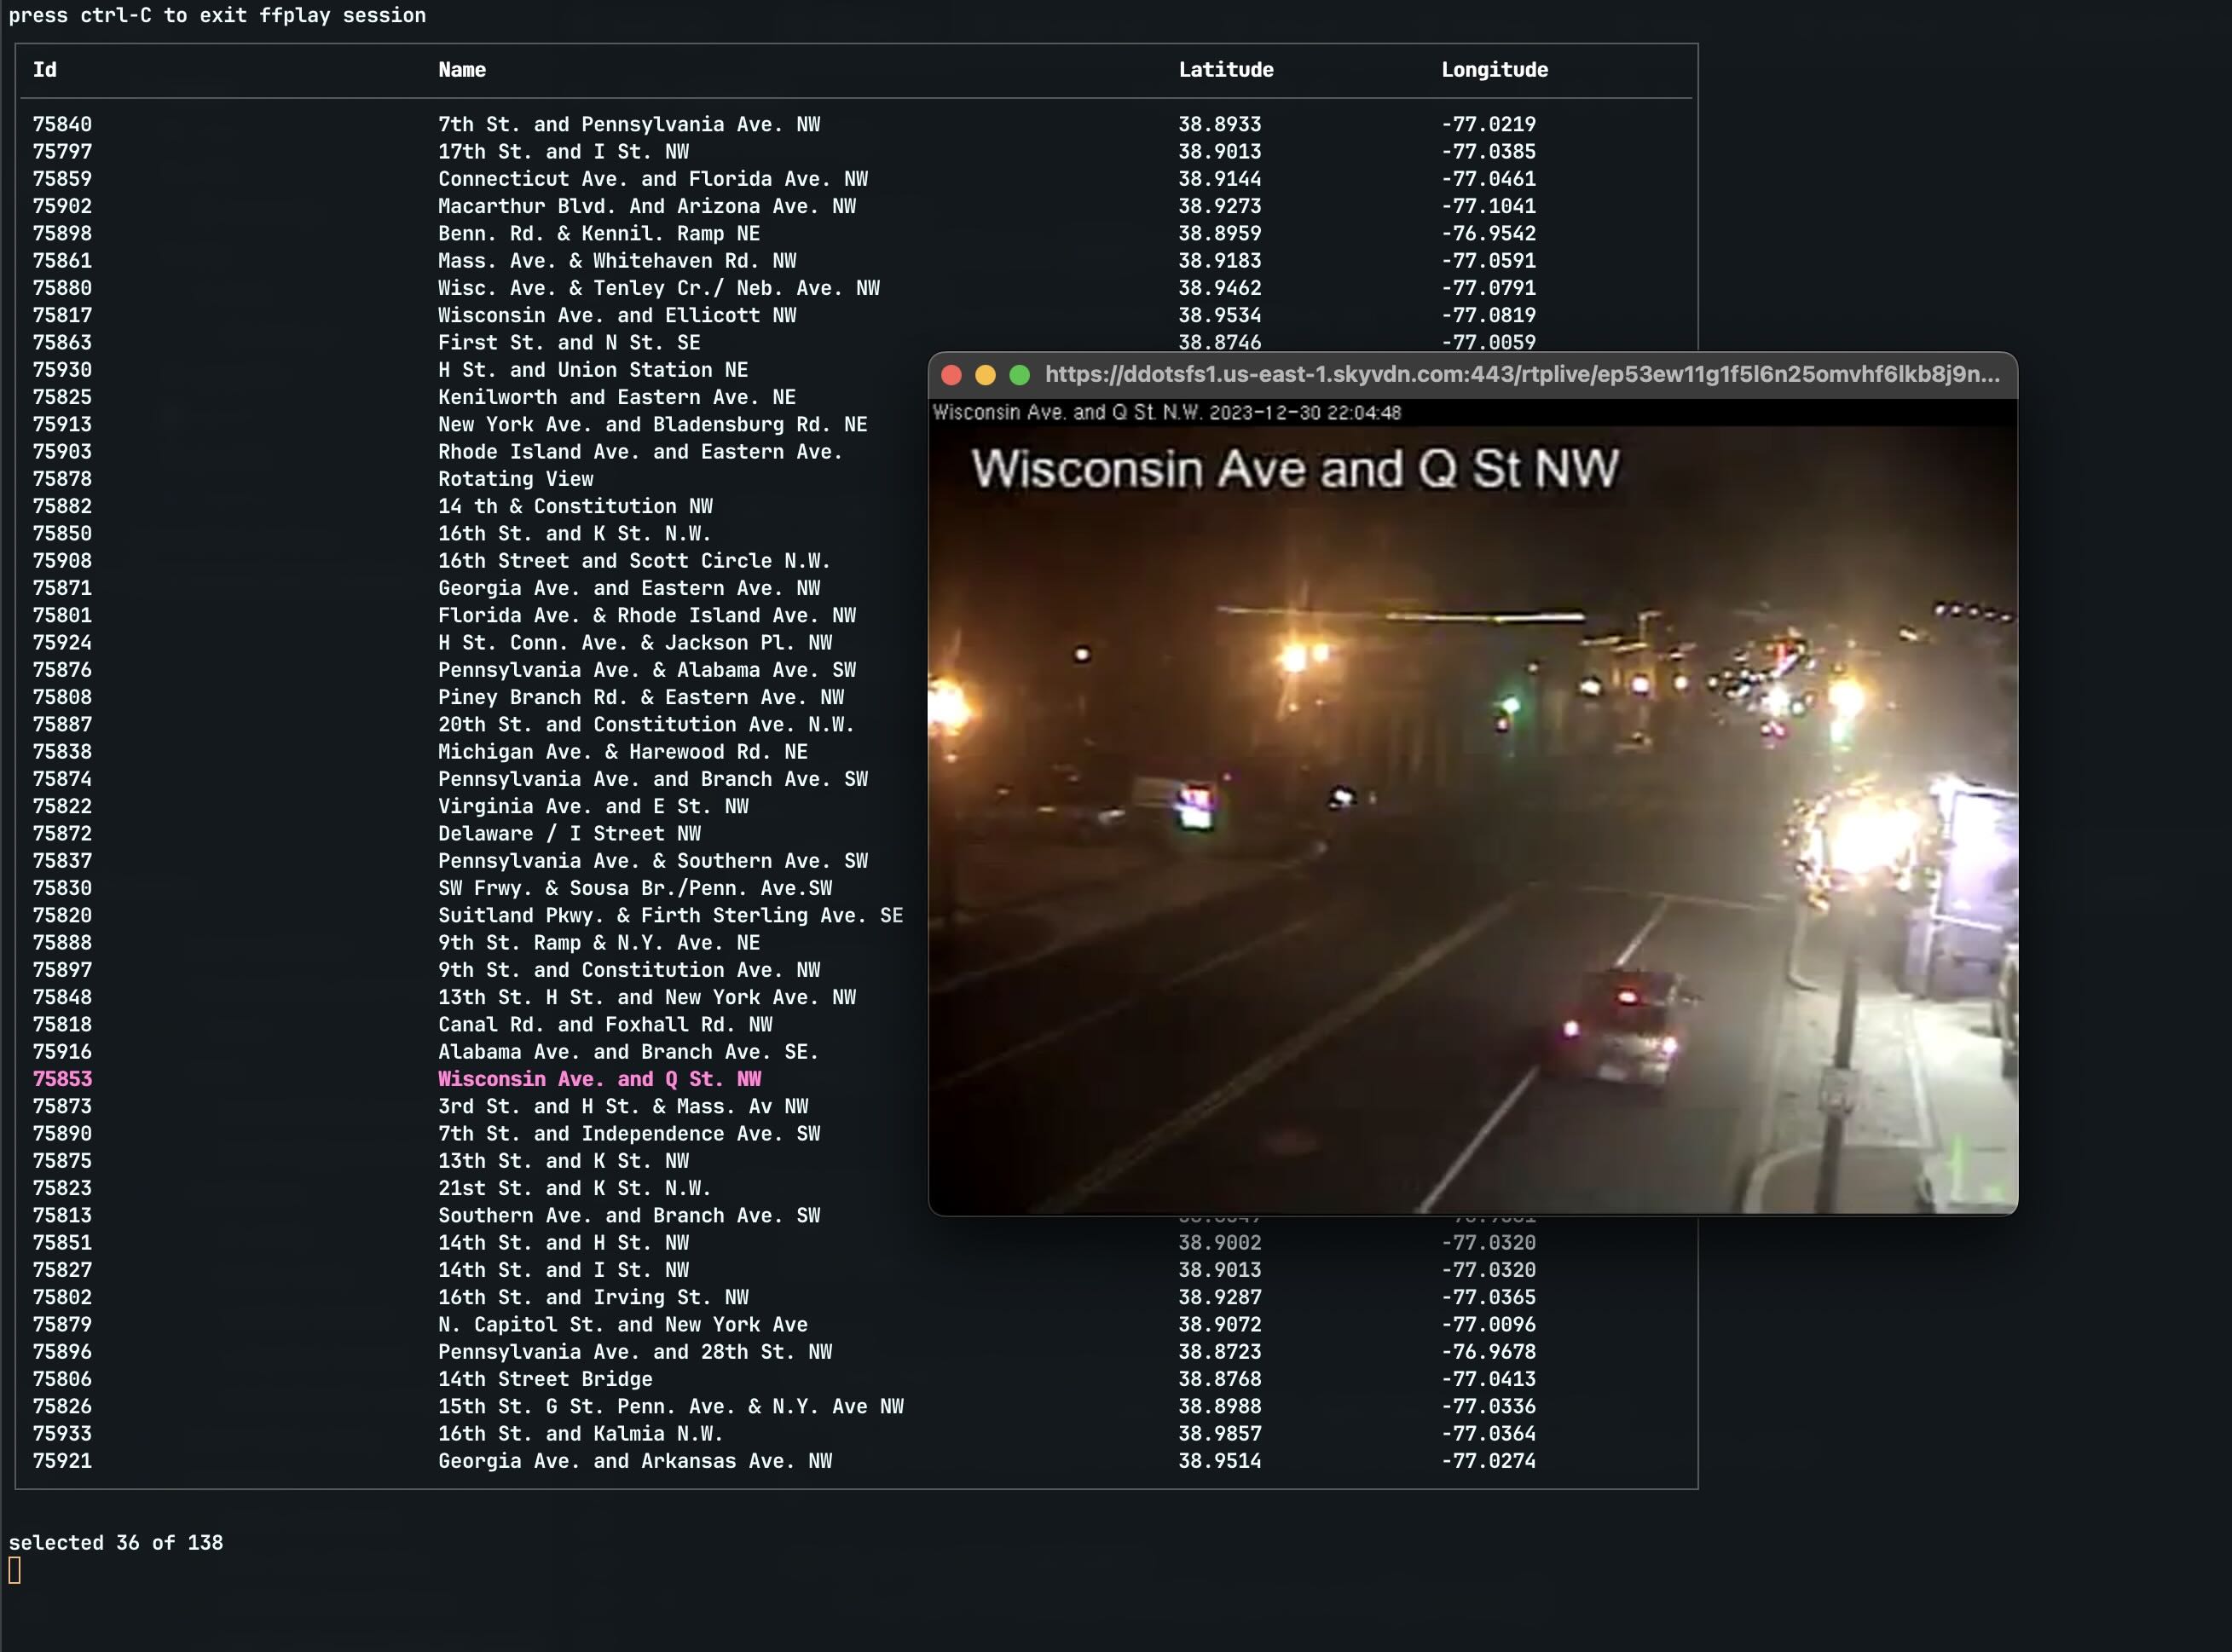 press ctrl-C to exit ffplay session
Id Name Latitude Longitude
75840 7th St. and Pennsylvania Ave. NW 38.8933 -77.0219
75797 17th St. and I St. NW 38.9013 -77.0385
75859 Connecticut Ave. and Florida Ave. NW 38.9144 -77.0461
75902 Macarthur Blvd. And Arizona Ave. NW 38.9273 -77.1041
75898 Benn. Rd. & Kennil. Ramp NE 38.8959 -76.9542
75861 Mass. Ave. & Whitehaven Rd. NW 38.9183 -77.0591
75880 Wisc. Ave. & Tenley Cr./ Neb. Ave. NW 38.9462 -77.0791
75817 Wisconsin Ave. and Ellicott NW 38.9534 -77.0819
75863 First St. and N St. SE 38.8746 -77.0059
75930 H St. and Union Station NE
75825 Kenilworth and Eastern Ave. NE
75913 New York Ave. and Bladensburg Rd. NE
75903 Rhode Island Ave. and Eastern Ave.
75878 Rotating View
75882 14 th & Constitution NW
75850 16th St. and K St. N.W.
75908 16th Street and Scott Circle N.W.
75871 Georgia Ave. and Eastern Ave. NW
75801 Florida Ave. & Rhode Island Ave. NW
75924 H St. Conn. Ave. & Jackson Pl. NW
75876 Pennsylvania Ave. & Alabama Ave. SW
75808 Piney Branch Rd. & Eastern Ave. NW
75887 20th St. and Constitution Ave. N.W.
75838 Michigan Ave. & Harewood Rd. NE
75874 Pennsylvania Ave. and Branch Ave. SW
75822 Virginia Ave. and E St. NW
75872 Delaware / I Street NW
75837 Pennsylvania Ave. & Southern Ave. SW
75830 SW Frwy. & Sousa Br./Penn. Ave.SW
75820 Suitland Pkwy. & Firth Sterling Ave. SE
75888 9th St. Ramp & N.Y. Ave. NE
75897 9th St. and Constitution Ave. NW
75848 13th St. H St. and New York Ave. NW
75818 Canal Rd. and Foxhall Rd. NW
75916 Alabama Ave. and Branch Ave. SE.
75853 Wisconsin Ave. and Q St. NW
75873 3rd St. and H St. & Mass. Av NW
75890 7th St. and Independence Ave. SW
75875 13th St. and K St. NW
75823 21st St. and K St. N.W.
75813 Southern Ave. and Branch Ave. SW
75851 14th St. and H St. NW 38.9002 -77.0320
75827 14th St. and I St. NW 38.9013 -77.0320
75802 16th St. and Irving St. NW 38.9287 -77.0365
75879 N. Capitol St. and New York Ave 38.9072 -77.0096
75896 Pennsylvania Ave. and 28th St. NW 38.8723 -76.9678
75806 14th Street Bridge 38.8768 -77.0413
75826 15th St. G St. Penn. Ave. & N.Y. Ave NW 38.8988 -77.0336
75933 16th St. and Kalmia N.W. 38.9857 -77.0364
75921 Georgia Ave. and Arkansas Ave. NW 38.9514 -77.0274
selected 36 of 138
https://ddotsfs1.us-east-1.skyvdn.com:443/rtplive/ep53ew11g1f5l6n25omvhf6lkb8j9n...
Wisconsin Ave. and Q St. N.W. 2023-12-30 22:04:48
Wisconsin Ave and Q St NW